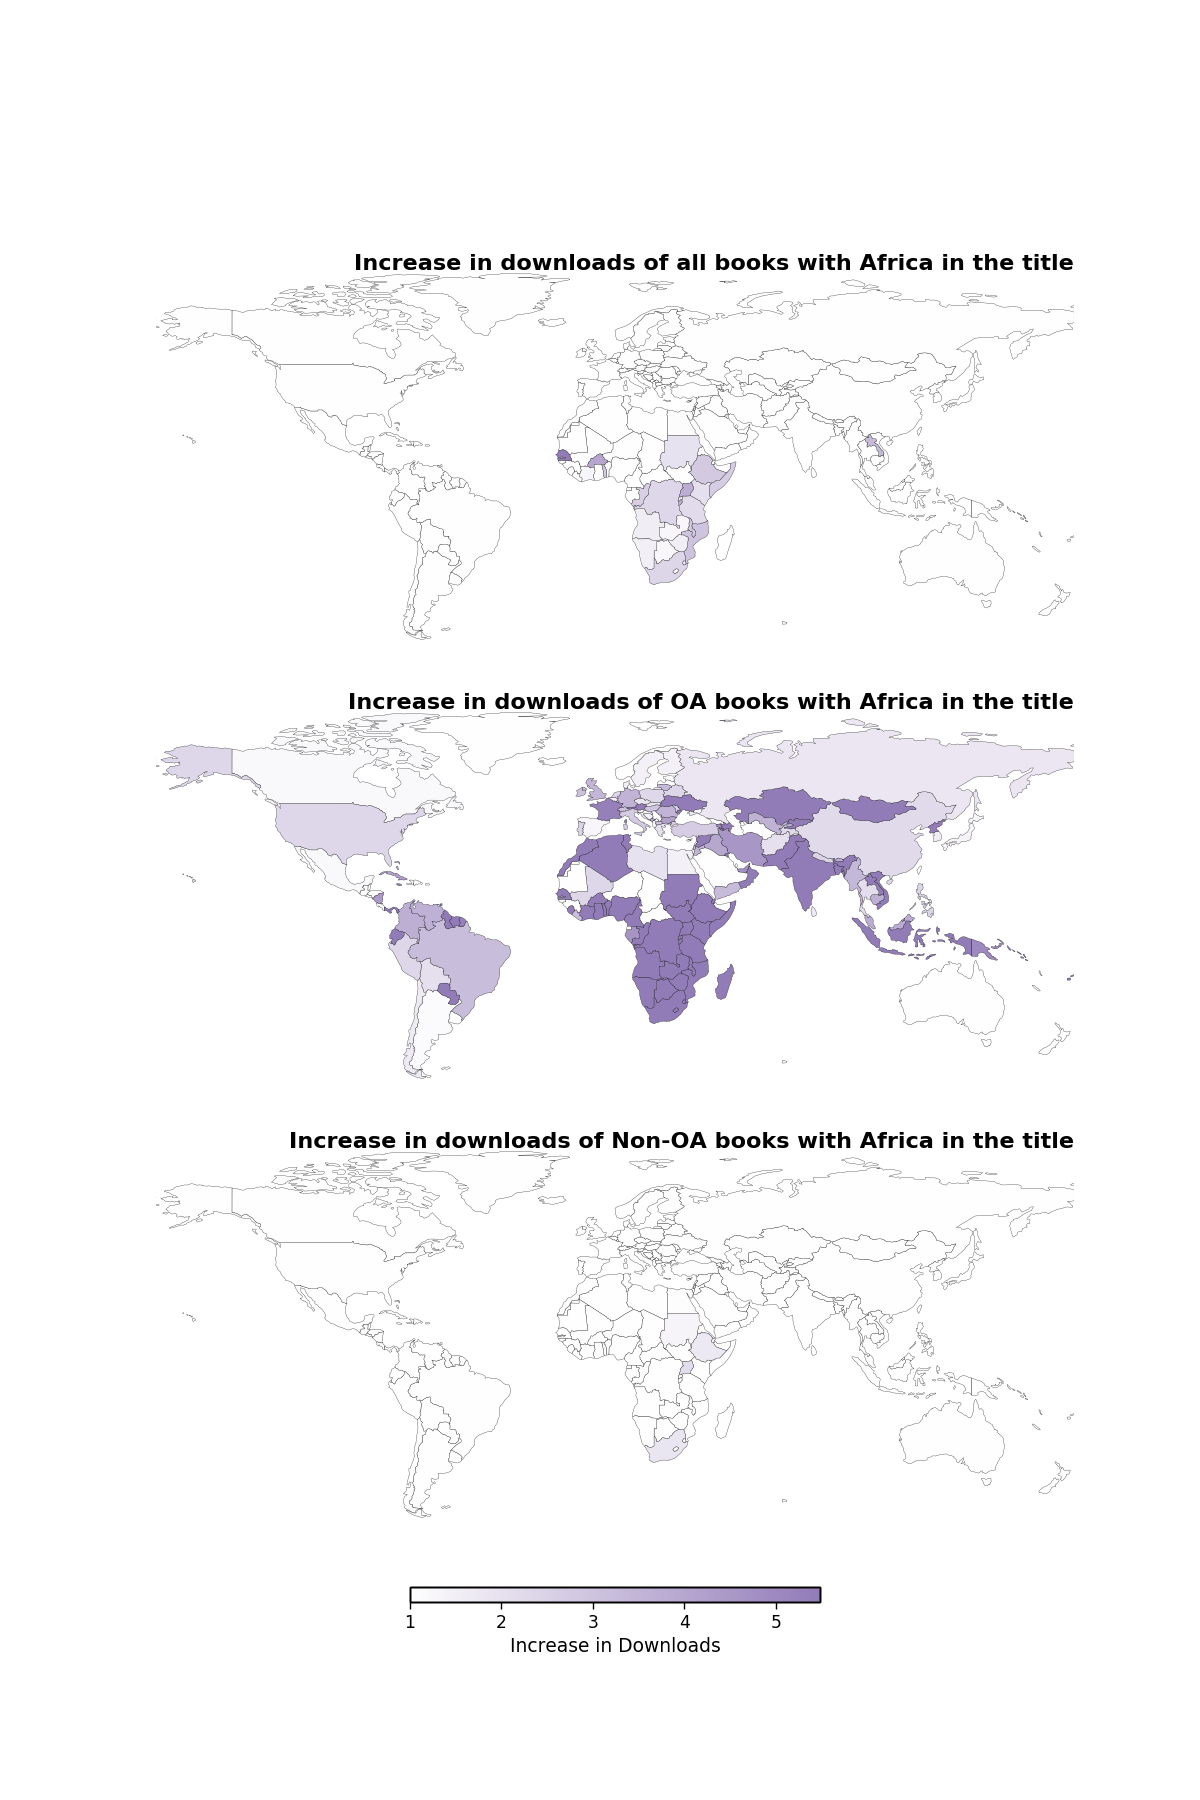 Increase in downloads of all books with Africa in the title
Increase in downloads of OA books with Africa in the title
Increase in downloads of Non-OA books with Africa in the title
1 2 3 4 5
Increase in Downloads